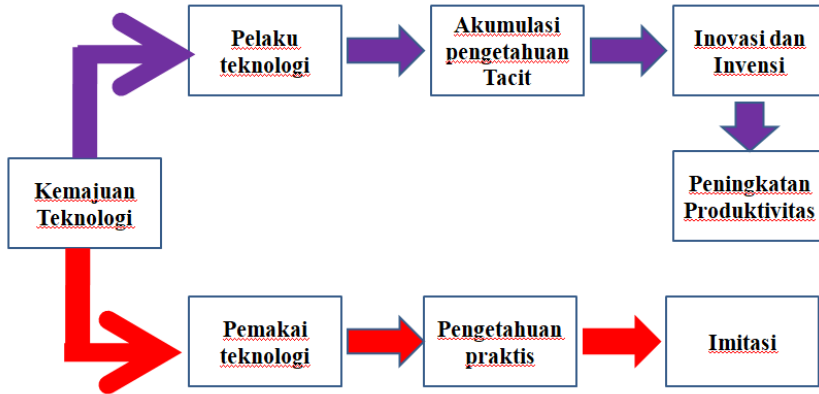 Pelaku
teknologi
Akumulasi
pengetahuan
Tacit
Inovasi dan
Invensi
Peningkatan
Produktivitas
Kemajuan
Teknologi
Pemakai
teknologi
Pengetahuan
praktis
Imitasi